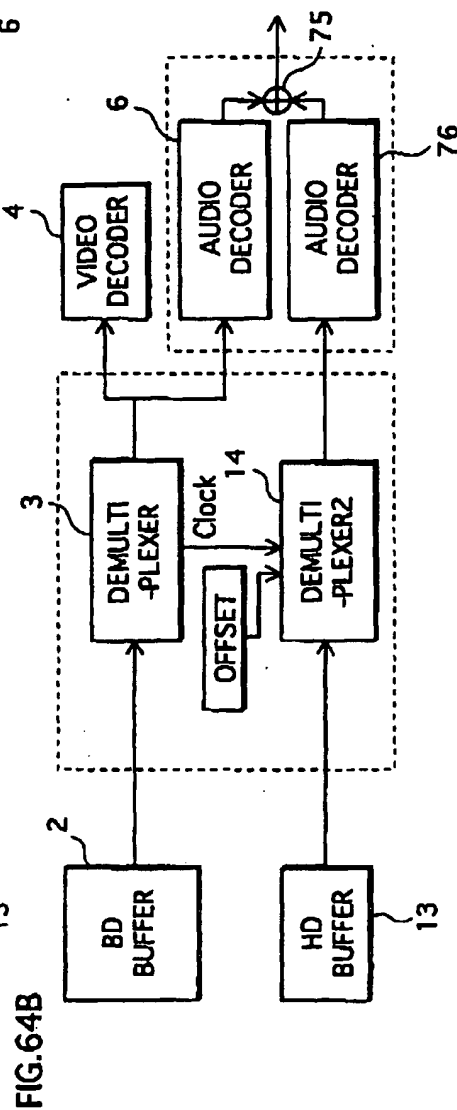 FIG.64B
2
BD
BUFFER
HD
BUFFER
13
3
DEMULTI
-PLEXER
Clock
OFFSET
14
DEMULTI
-PLEXER2
4
VIDEO
DECODER
6
AUDIO
DECODER
AUDIO
DECODER
76
75